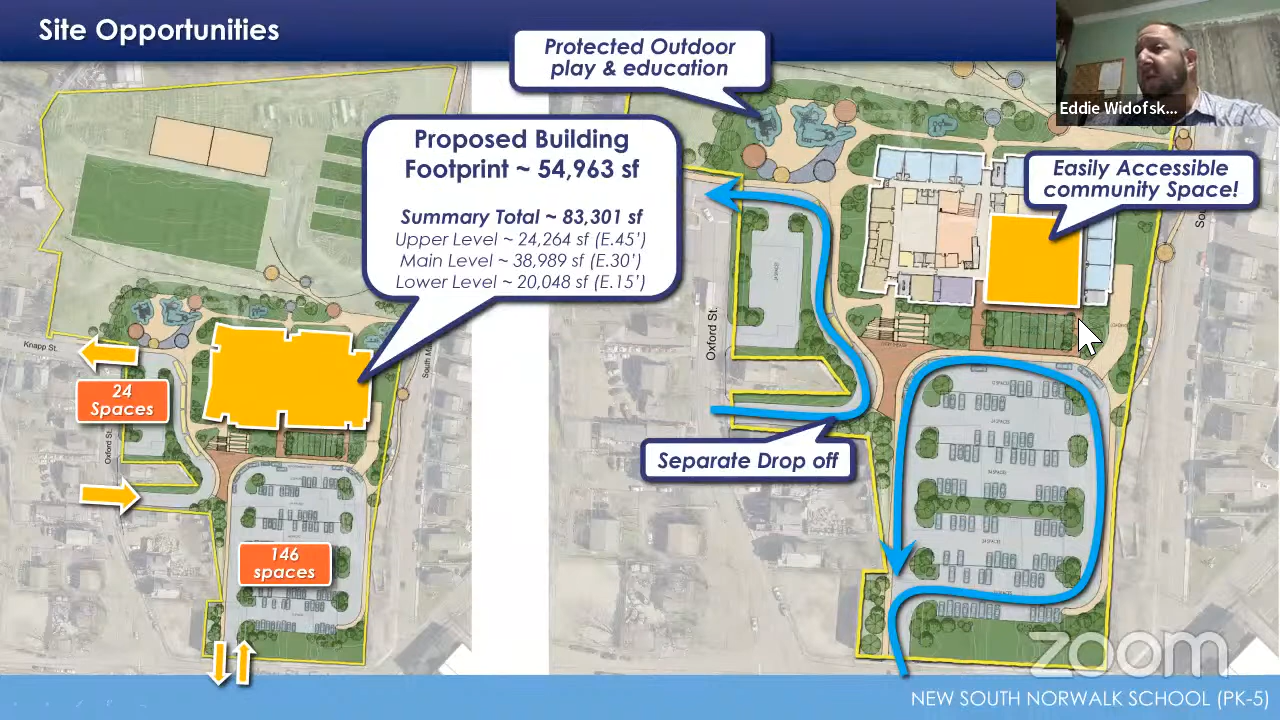 Site Opportunities
Protected Outdoor
play & education
Eddie Widofsk...
Proposed Building
Footprint ~ 54,963 sf
Summary Total ~ 83,301 sf
Upper Level ~ 24,264 sf (E.45')
Main Level ~ 38,989 sf (E.30')
Lower Level ~ 20,048 sf (E.15')
Easily Accessible
community Space!
Knapp St.
24
Spaces
Oxford St.
South M
Oxford St.
Separate Drop off
146
spaces
zoom
NEW SOUTH NORWALK SCHOOL (PK-5)